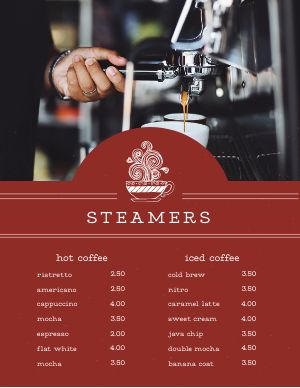 STEAMERS
hot coffee
ristretto 2.50
americano 2.50
cappuccino 4.00
mocha 3.50
espresso 2.00
flat white 4.00
mocha 3.50
iced coffee
cold brew 3.50
nitro 3.50
caramel latte 4.00
sweet cream 4.00
java chip 3.50
double mocha 4.50
banana coat 3.50